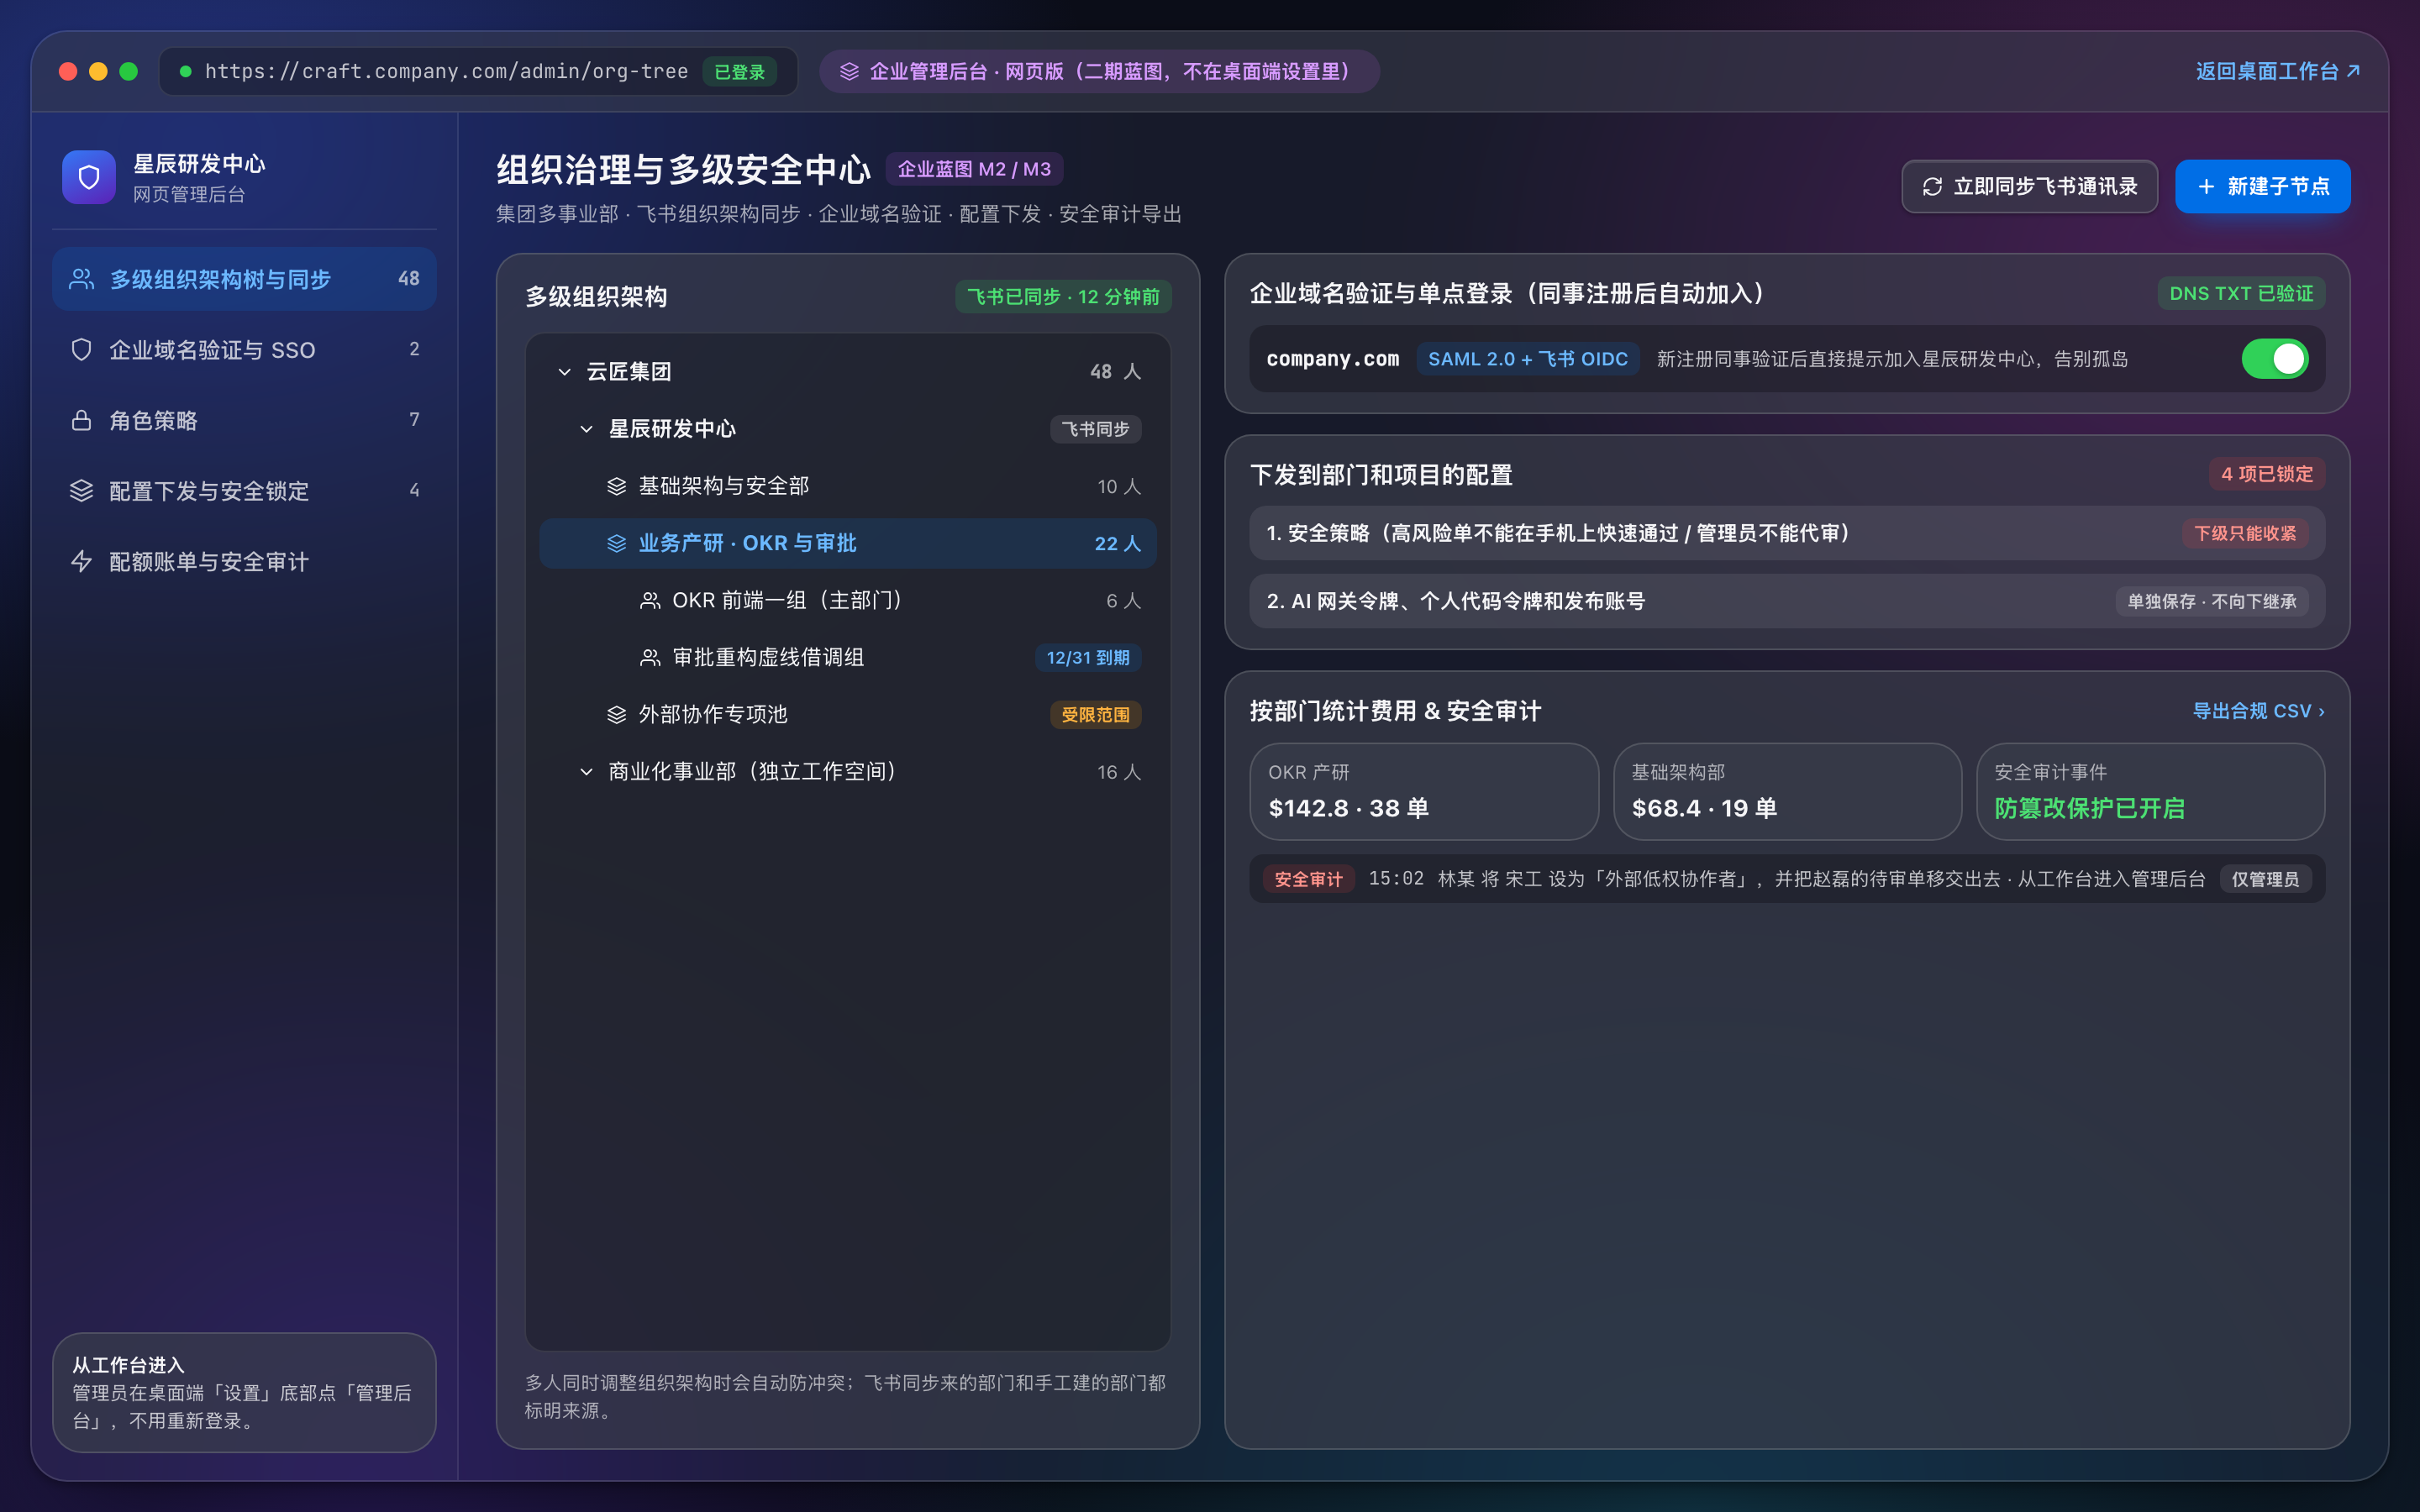 https://craft.company.com/admin/org-tree 已登录
企业管理后台 · 网页版（二期蓝图，不在桌面端设置里）
返回桌面工作台
星辰研发中心
网页管理后台
多级组织架构树与同步 48
企业域名验证与 SSO 2
角色策略 7
配置下发与安全锁定 4
配额账单与安全审计
从工作台进入
管理员在桌面端「设置」底部点「管理后
台」，不用重新登录。
组织治理与多级安全中心 企业蓝图 M2 / M3
集团多事业部 · 飞书组织架构同步 · 企业域名验证 · 配置下发 · 安全审计导出
立即同步飞书通讯录
新建子节点
多级组织架构 飞书已同步 · 12 分钟前
云匠集团 48 人
星辰研发中心 飞书同步
基础架构与安全部 10 人
业务产研 · OKR 与审批 22 人
OKR 前端一组（主部门） 6 人
审批重构虚线借调组 12/31 到期
外部协作专项池 受限范围
商业化事业部（独立工作空间） 16 人
多人同时调整组织架构时会自动防冲突；飞书同步来的部门和手工建的部门都
标明来源。
企业域名验证与单点登录（同事注册后自动加入） DNS TXT 已验证
company.com SAML 2.0 + 飞书 OIDC 新注册同事验证后直接提示加入星辰研发中心，告别孤岛
下发到部门和项目的配置 4 项已锁定
1. 安全策略（高风险单不能在手机上快速通过 / 管理员不能代审） 下级只能收紧
2. AI 网关令牌、个人代码令牌和发布账号 单独保存 · 不向下继承
按部门统计费用 & 安全审计 导出合规 CSV ›
OKR 产研
$142.8 · 38 单
基础架构部
$68.4 · 19 单
安全审计事件
防篡改保护已开启
安全审计 15:02 林某 将 宋工 设为「外部低权协作者」，并把赵磊的待审单移交出去 · 从工作台进入管理后台 仅管理员